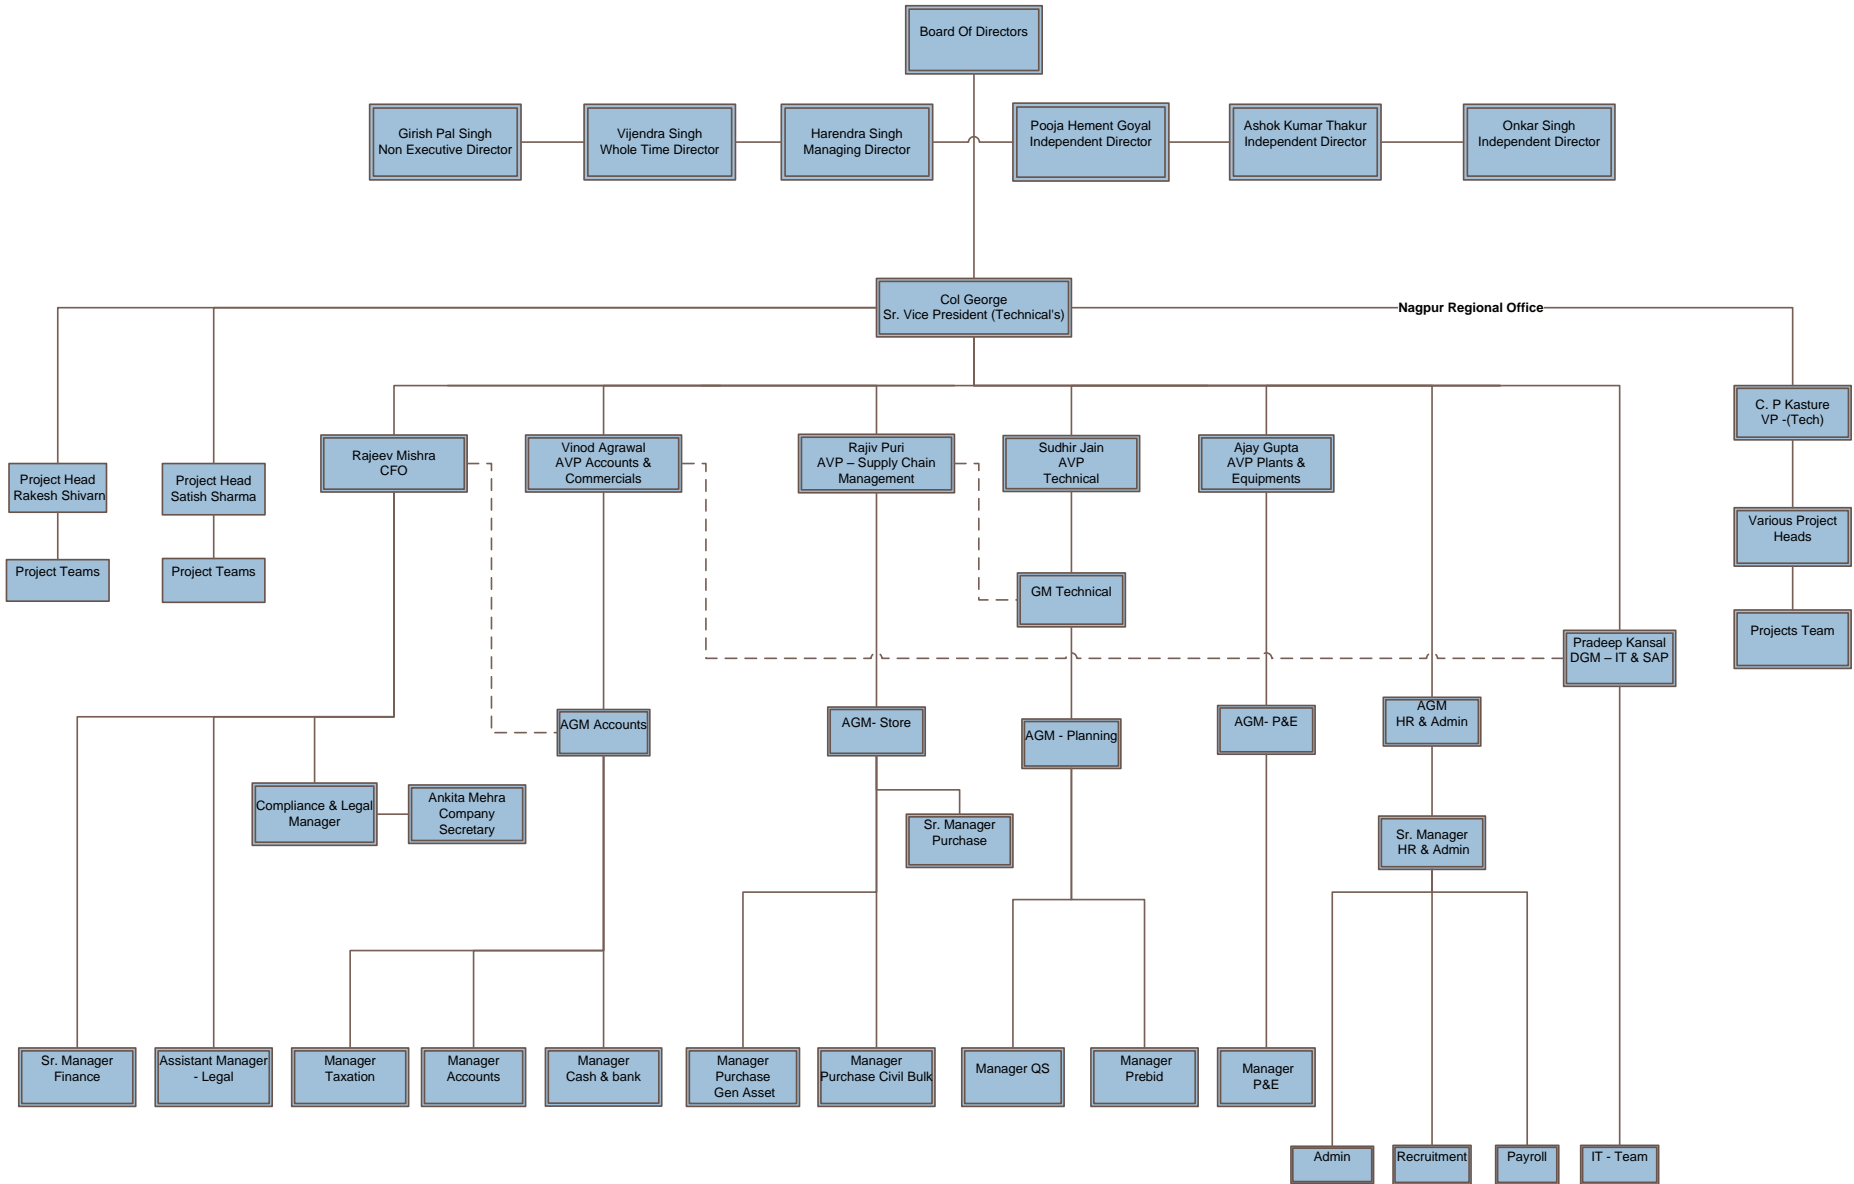 Board Of Directors
Girish Pal Singh
Non Executive Director
Vijendra Singh
Whole Time Director
Harendra Singh
Managing Director
Pooja Hement Goyal
Independent Director
Ashok Kumar Thakur
Independent Director
Onkar Singh
Independent Director
Col George
Sr. Vice President (Technical's)
Nagpur Regional Office
C. P Kasture
VP -(Tech)
Project Head
Rakesh Shivarn
Project Head
Satish Sharma
Rajeev Mishra
CFO
Vinod Agrawal
AVP Accounts &
Commercials
Rajiv Puri
AVP – Supply Chain
Management
Sudhir Jain
AVP
Technical
Ajay Gupta
AVP Plants &
Equipments
Various Project
Heads
Project Teams
Project Teams
GM Technical
Projects Team
Pradeep Kansal
DGM – IT & SAP
AGM Accounts
AGM- Store
AGM - Planning
AGM- P&E
AGM
HR & Admin
Compliance & Legal
Manager
Ankita Mehra
Company
Secretary
Sr. Manager
Purchase
Sr. Manager
HR & Admin
Sr. Manager
Finance
Assistant Manager
- Legal
Manager
Taxation
Manager
Accounts
Manager
Cash & bank
Manager
Purchase
Gen Asset
Manager
Purchase Civil Bulk
Manager QS
Manager
Prebid
Manager
P&E
Admin
Recruitment
Payroll
IT - Team